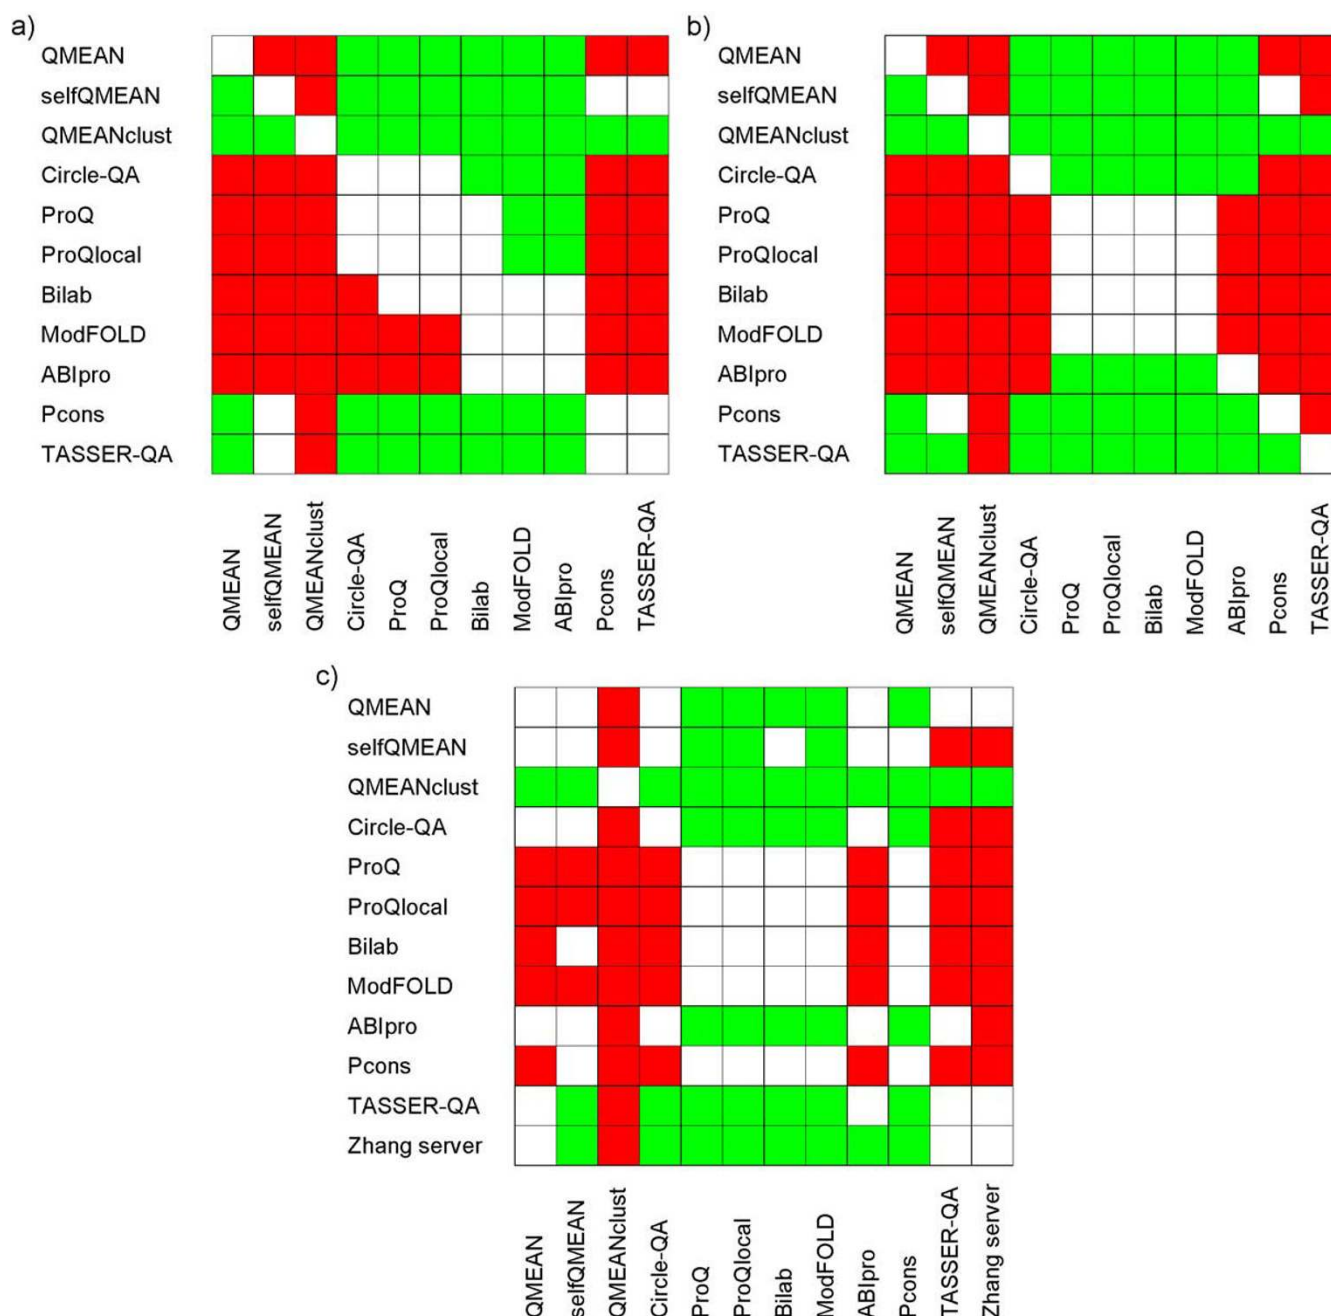 a)
QMEAN
selfQMEAN
QMEANclust
Circle-QA
ProQ
ProQlocal
Bilab
ModFOLD
ABIpro
Pcons
TASSER-QA
QMEAN
selfQMEAN
QMEANclust
Circle-QA
ProQ
ProQlocal
Bilab
ModFOLD
ABIpro
Pcons
TASSER-QA
b)
QMEAN
selfQMEAN
QMEANclust
Circle-QA
ProQ
ProQlocal
Bilab
ModFOLD
ABIpro
Pcons
TASSER-QA
QMEAN
selfQMEAN
QMEANclust
Circle-QA
ProQ
ProQlocal
Bilab
ModFOLD
ABIpro
Pcons
TASSER-QA
c)
QMEAN
selfQMEAN
QMEANclust
Circle-QA
ProQ
ProQlocal
Bilab
ModFOLD
ABIpro
Pcons
TASSER-QA
Zhang server
QMEAN
selfQMEAN
QMEANclust
Circle-QA
ProQ
ProQlocal
Bilab
ModFOLD
ABIpro
Pcons
TASSER-QA
Zhang server